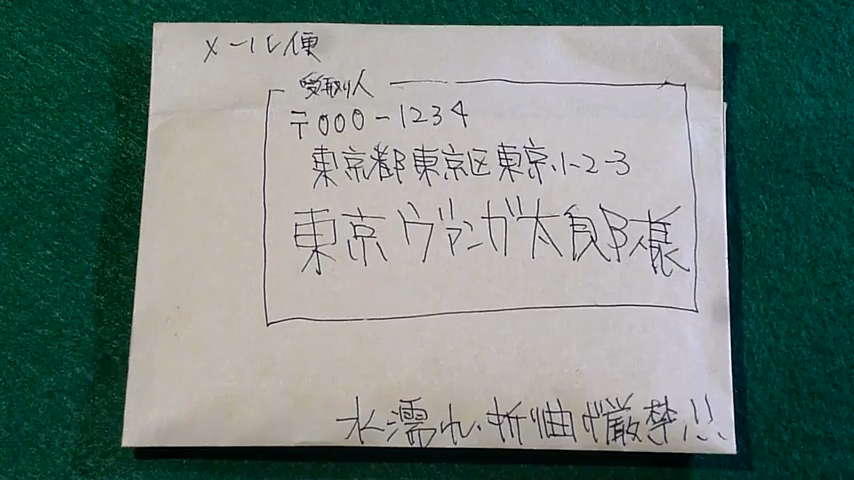 メール便
受取り人
〒000-1234
東京都東京区東京1-2-3
東京ヴァンガ太郎様
水濡れ・折曲げ厳禁!!